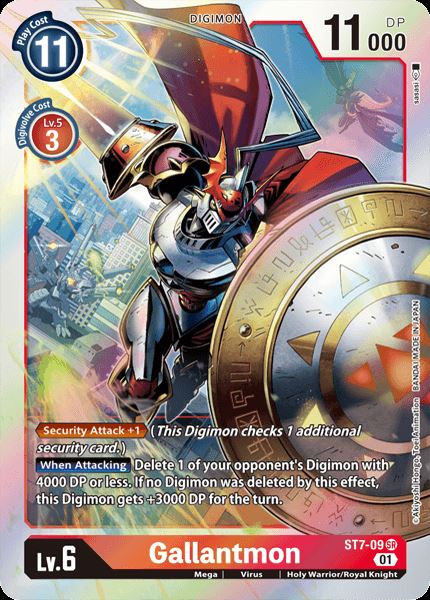 DIGIMON
Play Cost
11
11000
DP
Digivolve Cost
Lv.5
3
sasasi
Security Attack +1 (This Digimon checks 1 additional
security card.)
When Attacking Delete 1 of your opponent's Digimon with
4000 DP or less. If no Digimon was deleted by this effect,
this Digimon gets +3000 DP for the turn.
©Akiyoshi Hongo, Toei Animation BANDAI MADE IN JAPAN
Lv.6
Gallantmon
ST7-09 SR
01
Mega | Virus | Holy Warrior/Royal Knight